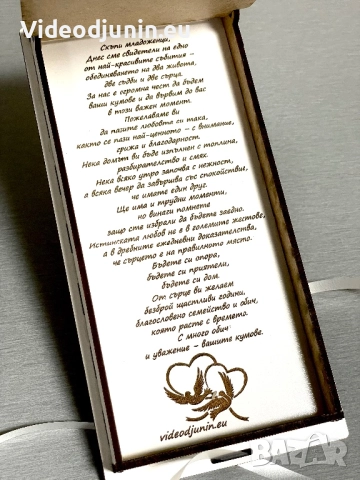 Videodjunin.eu
Скъпи младоженци,
Днес сме свидетели на едно
от най-красивите събития –
обединяването на два живота,
две съдби и две сърца.
За нас е огромна чест да бъдем
ваши кумове и да вървим до вас
в този важен момент.
Пожелаваме ви
да пазите любовта си така,
както се пази най-ценното – с внимание,
грижа и благодарност.
Нека домът ви бъде изпълнен с топлина,
разбирателство и смях.
Нека всяко утро започва с нежност,
а всяка вечер да завършва със спокойствие,
че имате един друг.
Ще има и трудни моменти,
но винаги помнете
защо сте избрали да бъдете заедно.
Истинската любов не е в големите жестове,
а в дребните ежедневни доказателства,
че сърцето е на правилното място.
Бъдете си опора,
бъдете си приятели,
бъдете си дом.
От сърце ви желаем
безброй щастливи години,
благословено семейство и обич,
която расте с времето.
С много обич
и уважение – вашите кумове.
videodjunin.eu
BAZAR